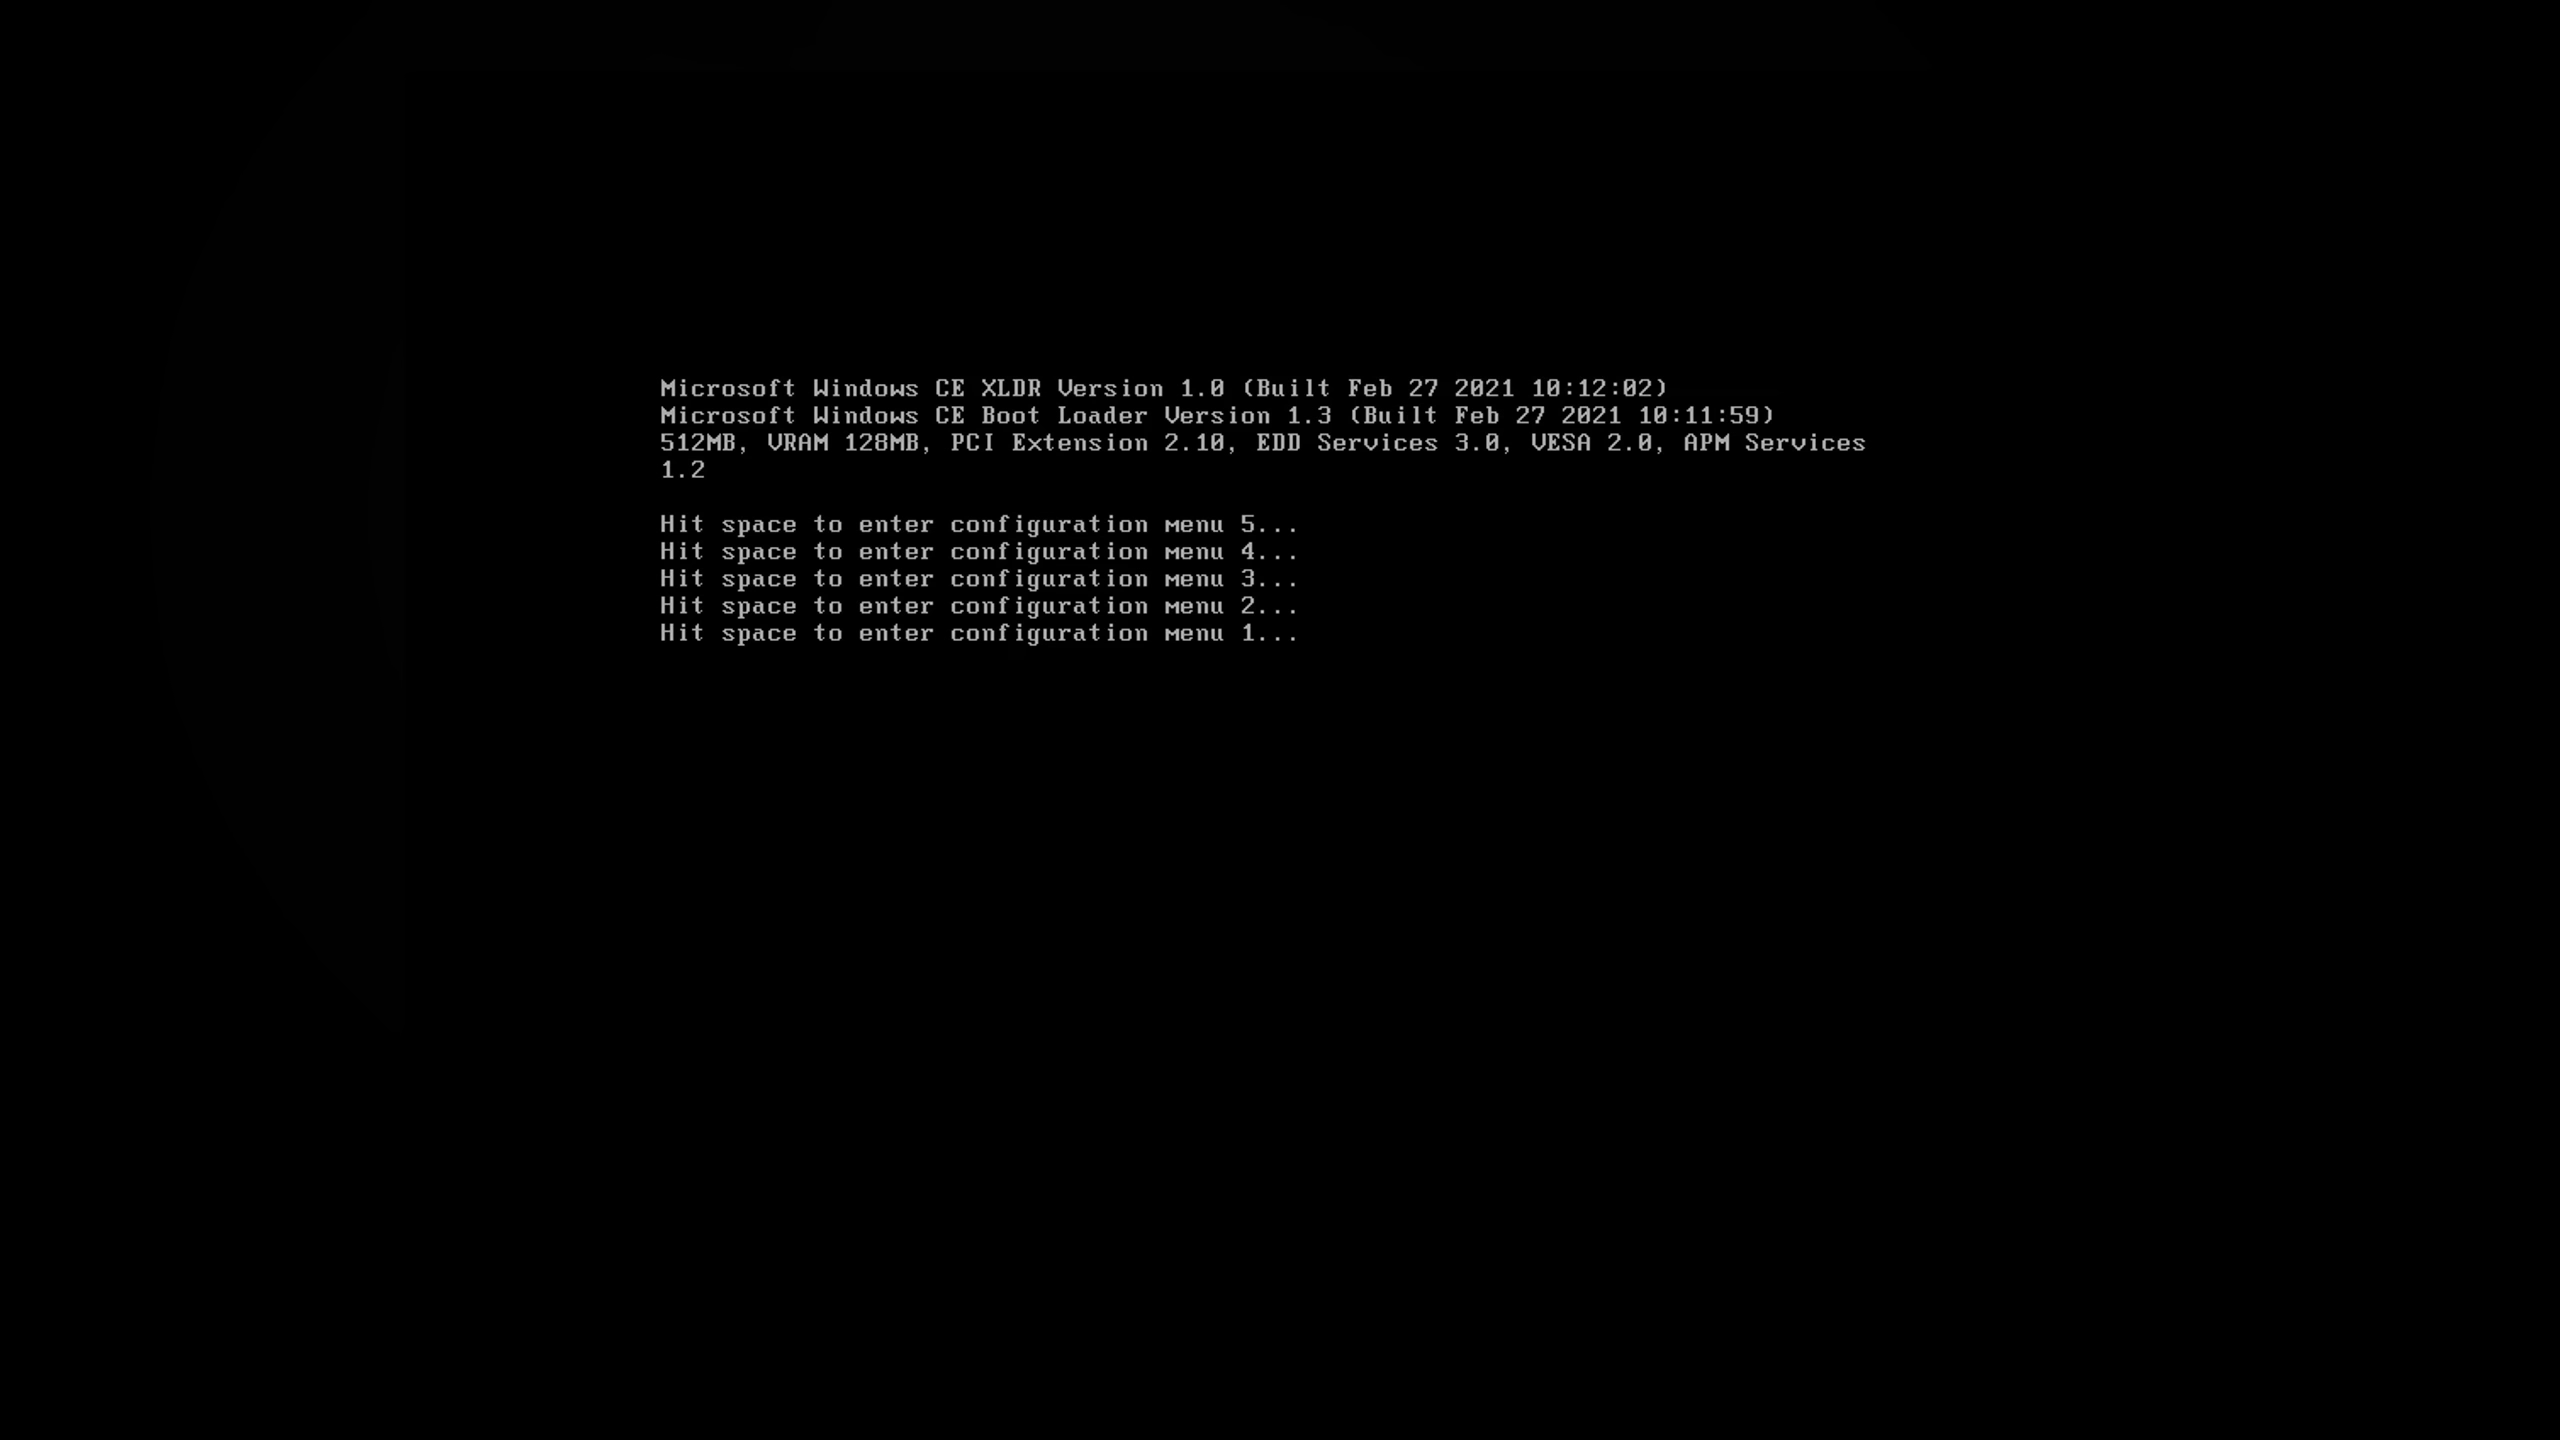 Microsoft Windows CE XLDR Version 1.0 (Built Feb 27 2021 10:12:02)
Microsoft Windows CE Boot Loader Version 1.3 (Built Feb 27 2021 10:11:59)
512MB, VRAM 128MB, PCI Extension 2.10, EDD Services 3.0, VESA 2.0, APM Services
1.2
Hit space to enter configuration menu 5...
Hit space to enter configuration menu 4...
Hit space to enter configuration menu 3...
Hit space to enter configuration menu 2...
Hit space to enter configuration menu 1...